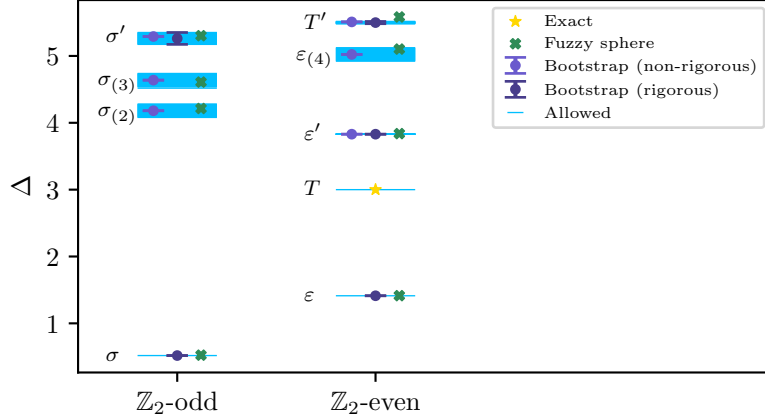 Δ
5
4
3
2
1
σ′
σ(3)
σ(2)
σ
T′
ε(4)
ε′
T
ε
ℤ2-odd
ℤ2-even
Exact
Fuzzy sphere
Bootstrap (non-rigorous)
Bootstrap (rigorous)
Allowed